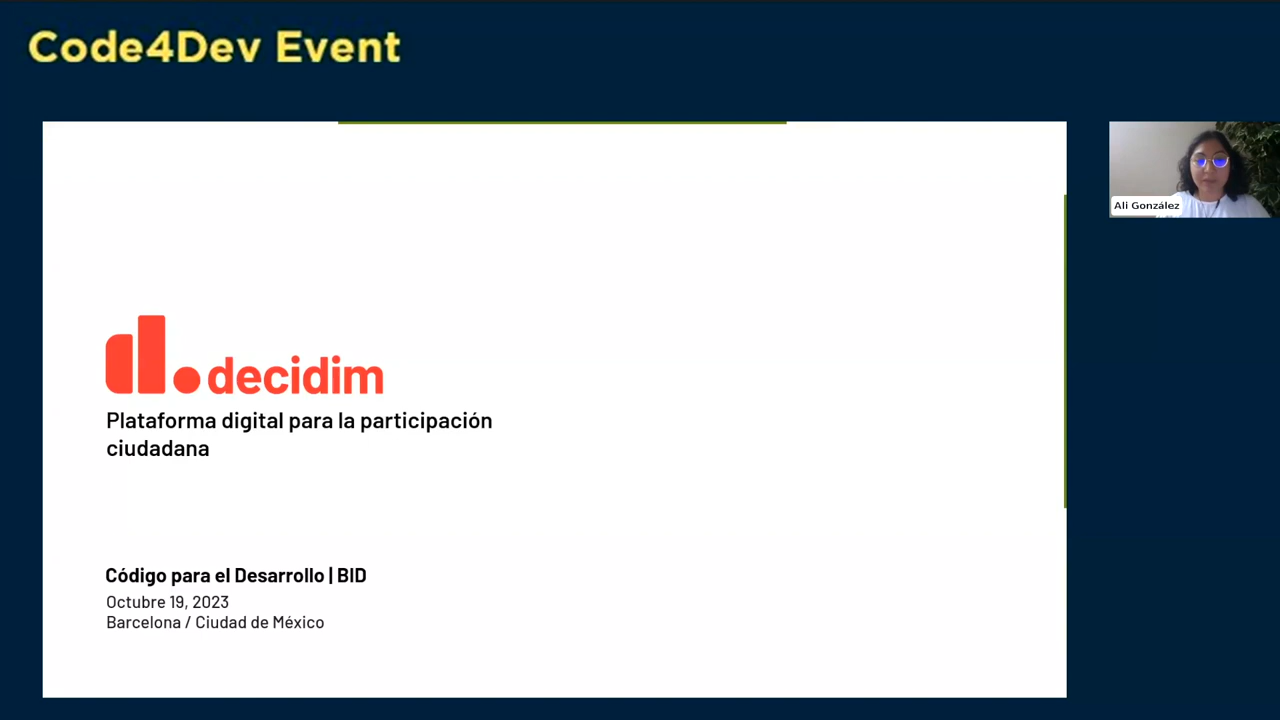 Code4Dev Event
Ali González
decidim
Plataforma digital para la participación
ciudadana
Código para el Desarrollo | BID
Octubre 19, 2023
Barcelona / Ciudad de México